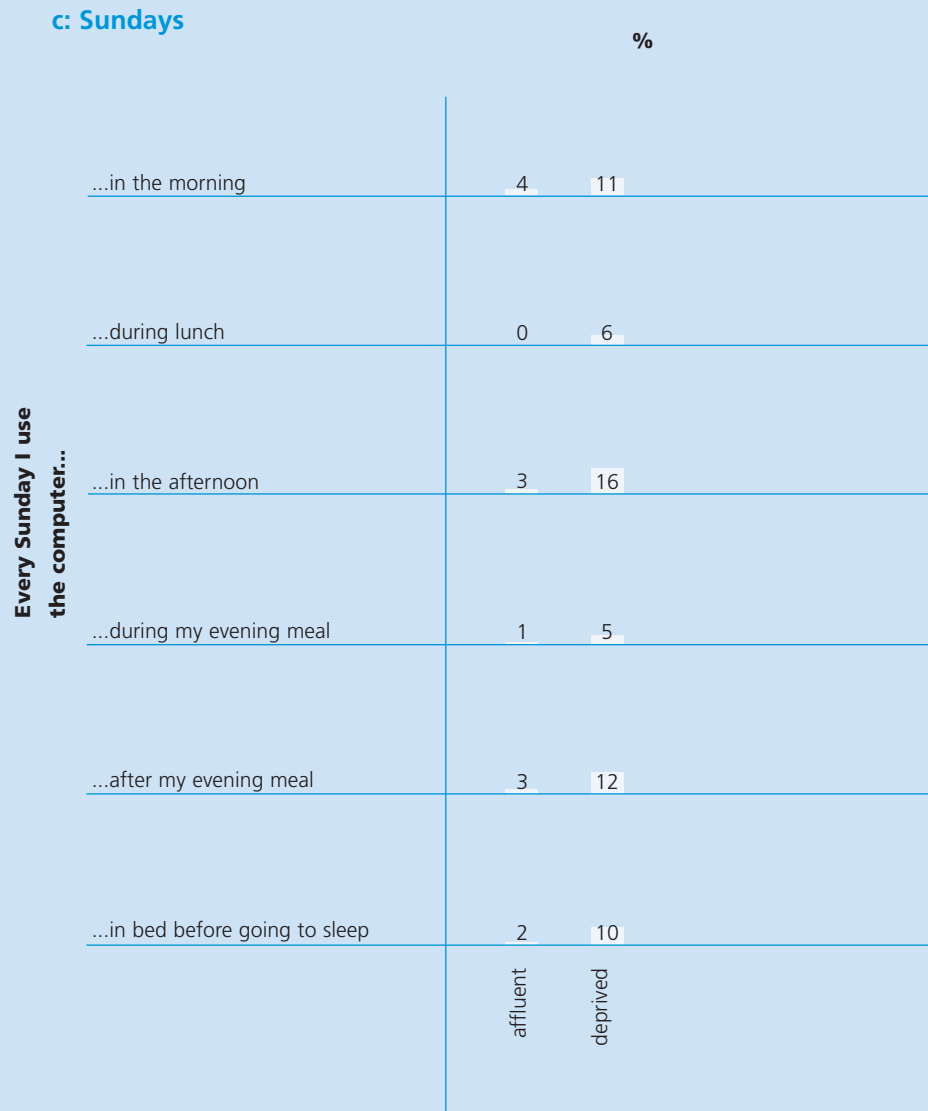 c: Sundays
%
Every Sunday I use
the computer...
...in the morning 4 11
...during lunch 0 6
...in the afternoon 3 16
...during my evening meal 1 5
...after my evening meal 3 12
...in bed before going to sleep 2 10
affluent deprived